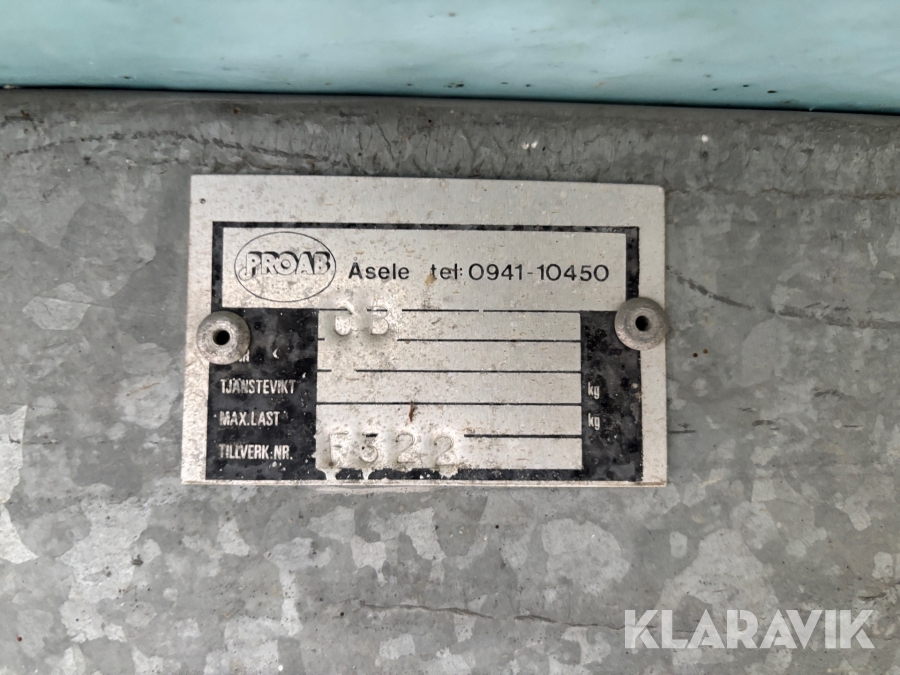 PROAB Åsele tel: 0941-10450
CB
TJÄNSTEVIKT kg
MAX.LAST kg
TILLVERK.NR. F322
KLARAVIK